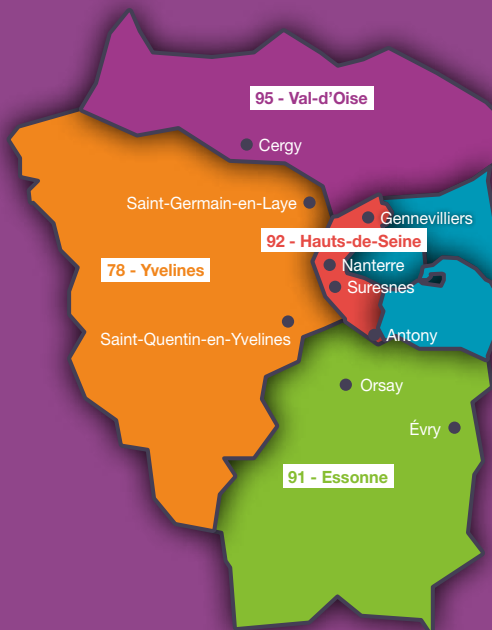 95 - Val-d’Oise
Cergy
Saint-Germain-en-Laye
Gennevilliers
92 - Hauts-de-Seine
78 - Yvelines
Nanterre
Suresnes
Saint-Quentin-en-Yvelines
Antony
Orsay
Évry
91 - Essonne